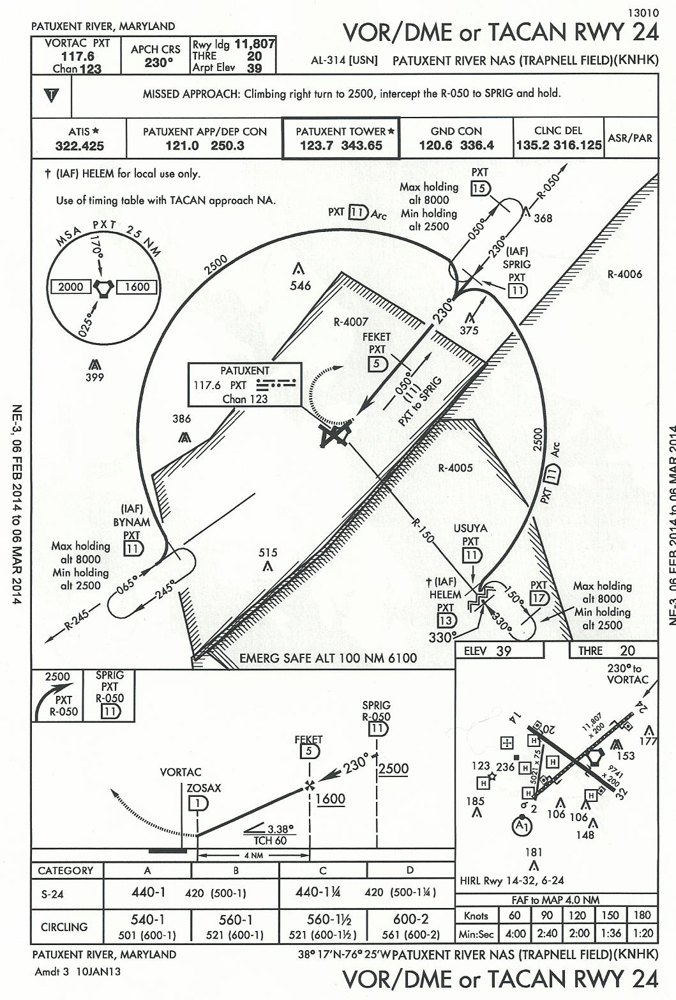 13010
PATUXENT RIVER, MARYLAND
VOR/DME or TACAN RWY 24
VORTAC PXT
117.6
Chan 123
APCH CRS
230°
Rwy ldg 11,807
THRE 20
Arpt Elev 39
AL-314 [USN] PATUXENT RIVER NAS (TRAPNELL FIELD)(KNHK)
T
MISSED APPROACH: Climbing right turn to 2500, intercept the R-050 to SPRIG and hold.
ATIS★
322.425
PATUXENT APP/DEP CON
121.0 250.3
PATUXENT TOWER★
123.7 343.65
GND CON
120.6 336.4
CLNC DEL
135.2 316.125
ASR/PAR
† (IAF) HELEM for local use only.
Use of timing table with TACAN approach NA.
MSA PXT 25 NM
170°
2000
1600
025°
399
PXT 11 Arc
2500
546
Max holding
alt 8000
Min holding
alt 2500
PXT
15
R-050
368
050°
230°
(IAF)
SPRIG
PXT
11
R-4006
230°
375
R-4007
FEKET
PXT
5
050°
(11)
PXT to SPRIG
PATUXENT
117.6 PXT
Chan 123
386
2500
PXT 11 Arc
R-4005
R-150
(IAF)
BYNAM
PXT
11
Max holding
alt 8000
Min holding
alt 2500
065°
245°
R-245
515
USUYA
PXT
11
† (IAF)
HELEM
PXT
13
330°
150°
330°
PXT
17
Max holding
alt 8000
Min holding
alt 2500
EMERG SAFE ALT 100 NM 6100
ELEV 39
THRE 20
2500
PXT
R-050
SPRIG
PXT
R-050
11
VORTAC
ZOSAX
1
FEKET
5
SPRIG
R-050
11
230°
2500
1600
3.38°
TCH 60
4 NM
230° to
VORTAC
24
14
20
11,807
x 200
177
153
5021 x 75
9741
x 200
H
H
H
H
H
H
123
236
185
32
6
2
A1
106
106
148
181
HIRL Rwy 14-32, 6-24
CATEGORY A B C D
S-24 440-1 420 (500-1) 440-1¼ 420 (500-1¼)
CIRCLING 540-1 560-1 560-1½ 600-2
501 (600-1) 521 (600-1) 521 (600-1½) 561 (600-2)
FAF to MAP 4.0 NM
Knots 60 90 120 150 180
Min:Sec 4:00 2:40 2:00 1:36 1:20
PATUXENT RIVER, MARYLAND
Amdt 3 10JAN13
38° 17'N-76° 25'W PATUXENT RIVER NAS (TRAPNELL FIELD)(KNHK)
VOR/DME or TACAN RWY 24
NE-3, 06 FEB 2014 to 06 MAR 2014
NE-3, 06 FEB 2014 to 06 MAR 2014